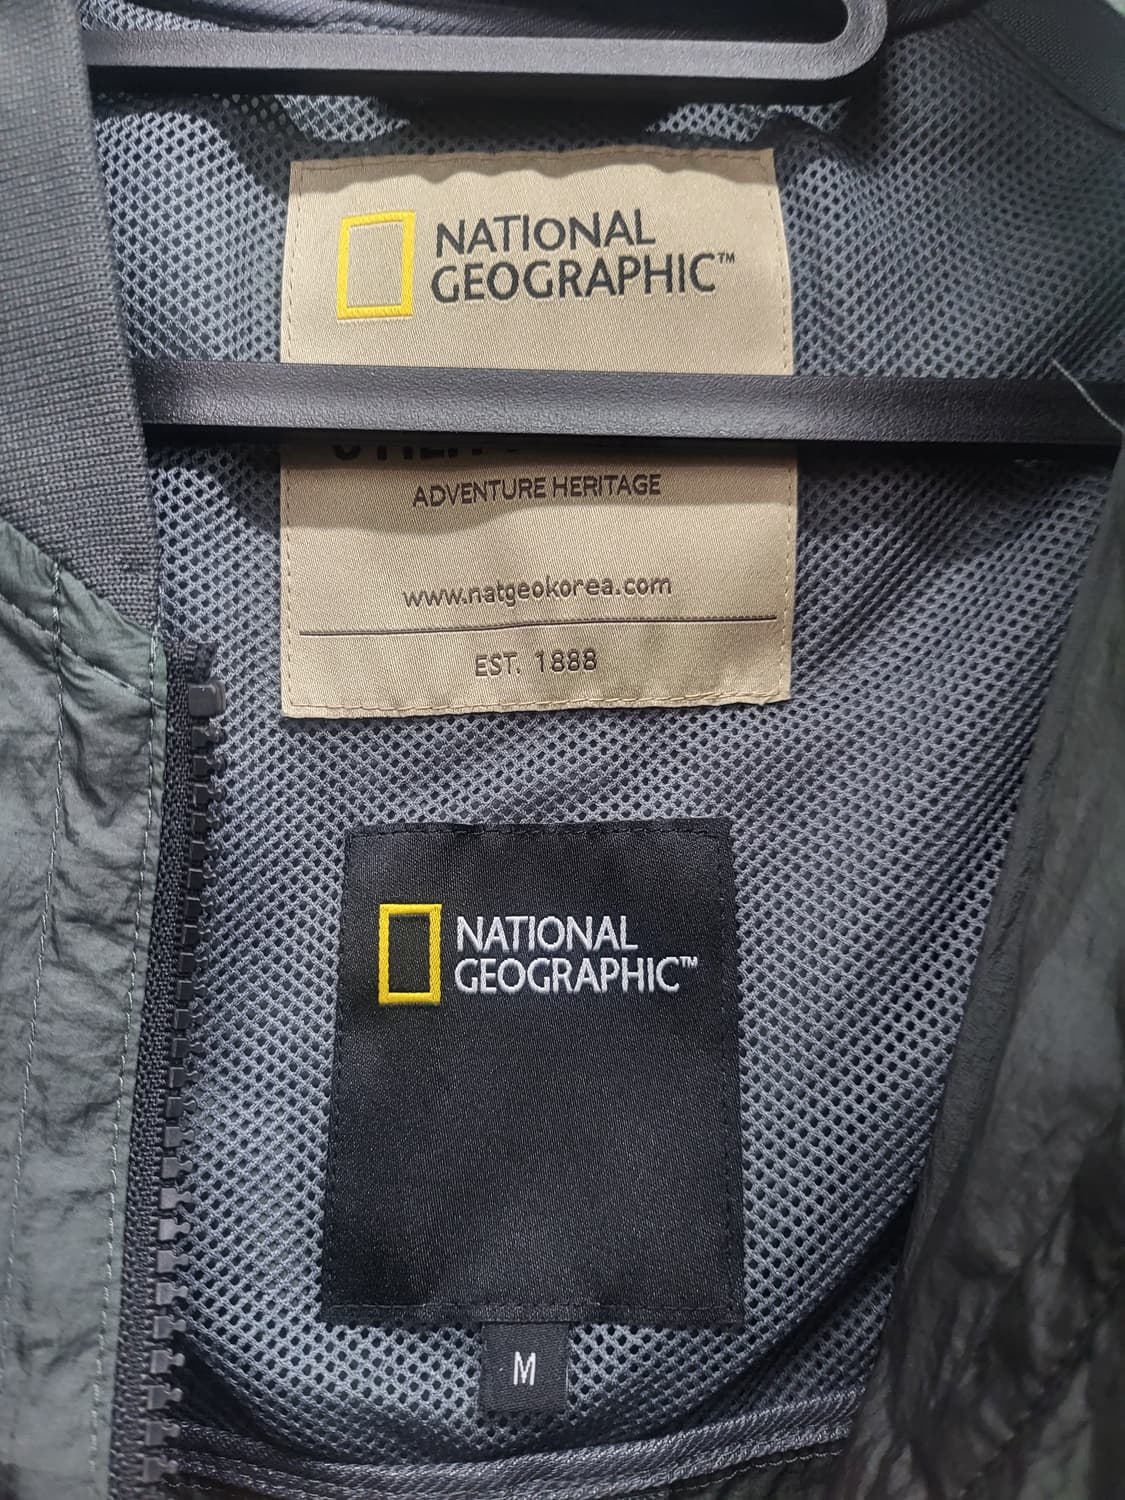 NATIONAL
GEOGRAPHIC™
ADVENTURE HERITAGE
www.natgeokorea.com
EST. 1888
NATIONAL
GEOGRAPHIC™
M